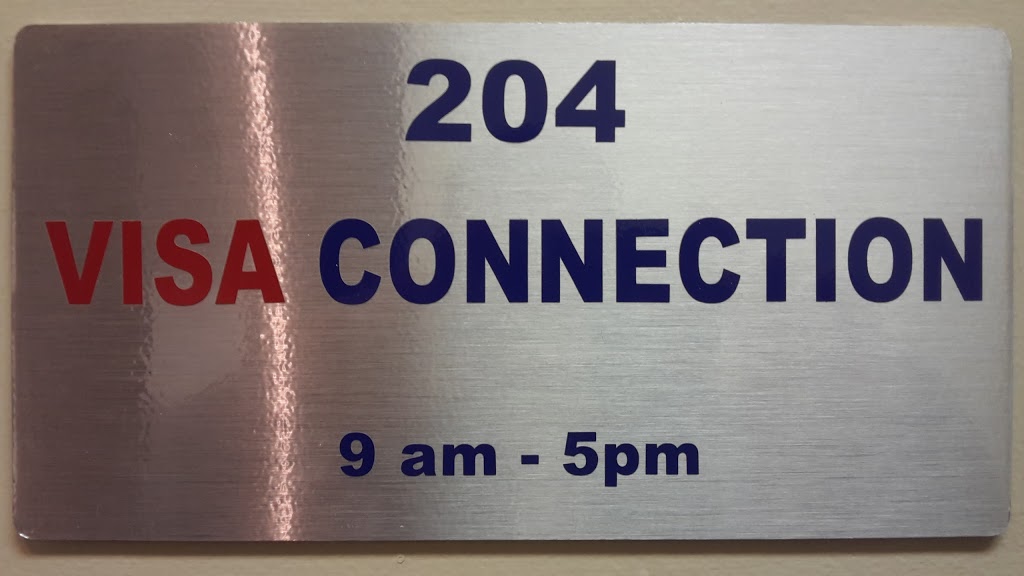 204
VISA CONNECTION
9 am - 5pm